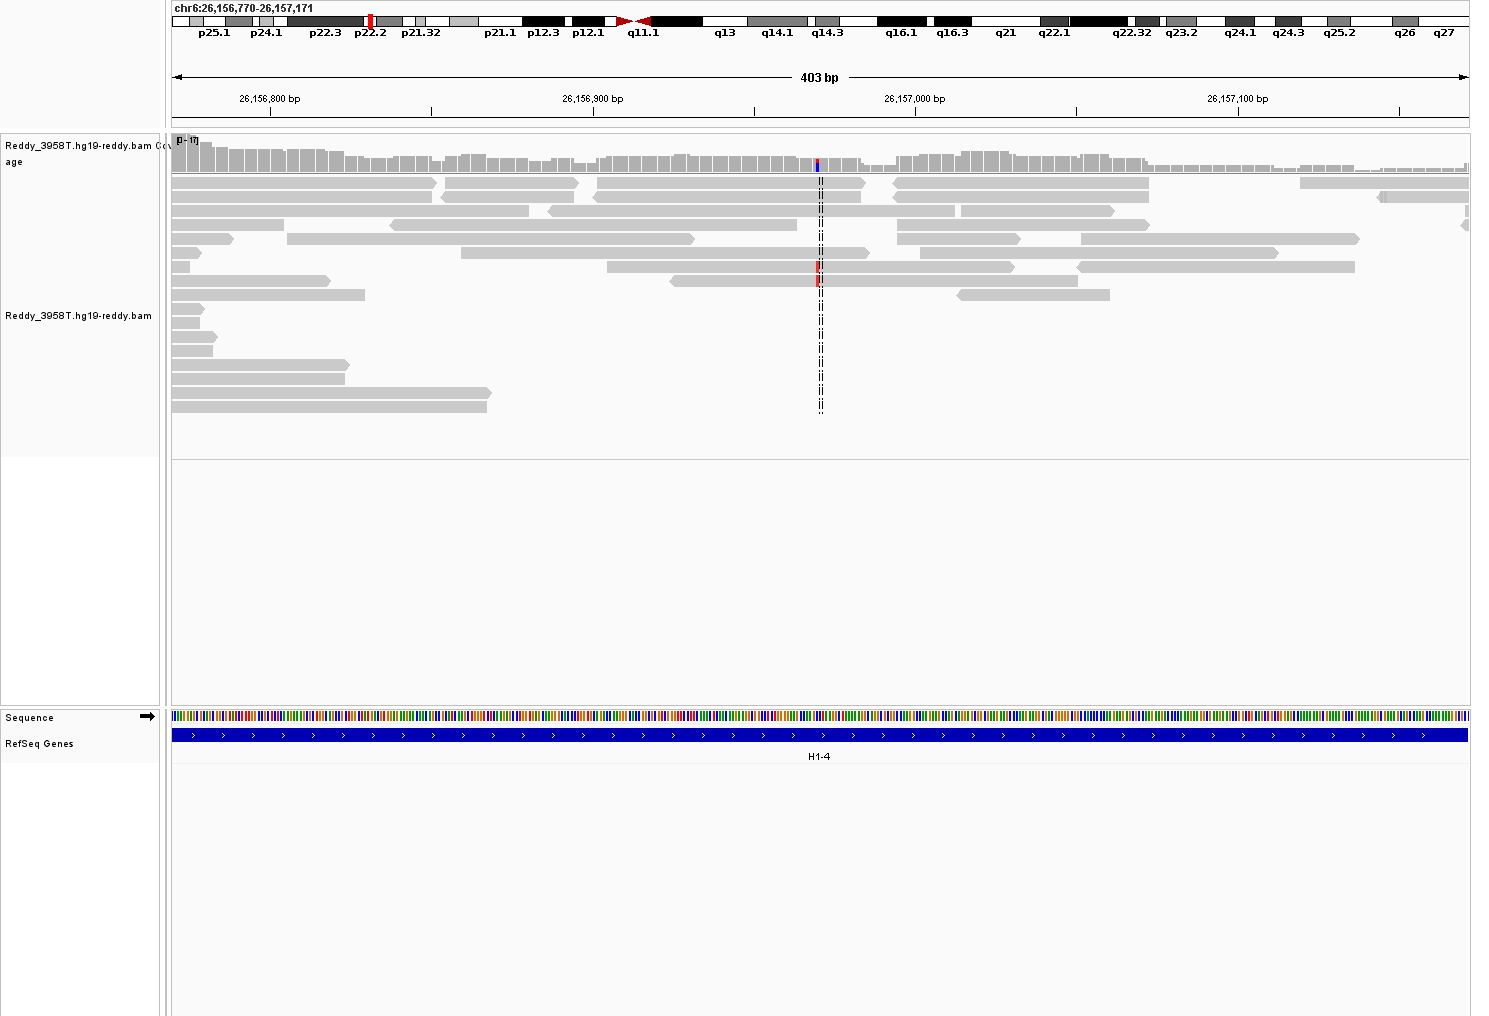 chr6:26,156,770-26,157,171
p25.1 p24.1 p22.3 p22.2 p21.32 p21.1 p12.3 p12.1 q11.1 q13 q14.1 q14.3 q16.1 q16.3 q21 q22.1 q22.32 q23.2 q24.1 q24.3 q25.2 q26 q27
403 bp
26,156,800 bp 26,156,900 bp 26,157,000 bp 26,157,100 bp
[0 - 17]
Reddy_3958T.hg19-reddy.bam Cov
age
Reddy_3958T.hg19-reddy.bam
Sequence
RefSeq Genes
H1-4